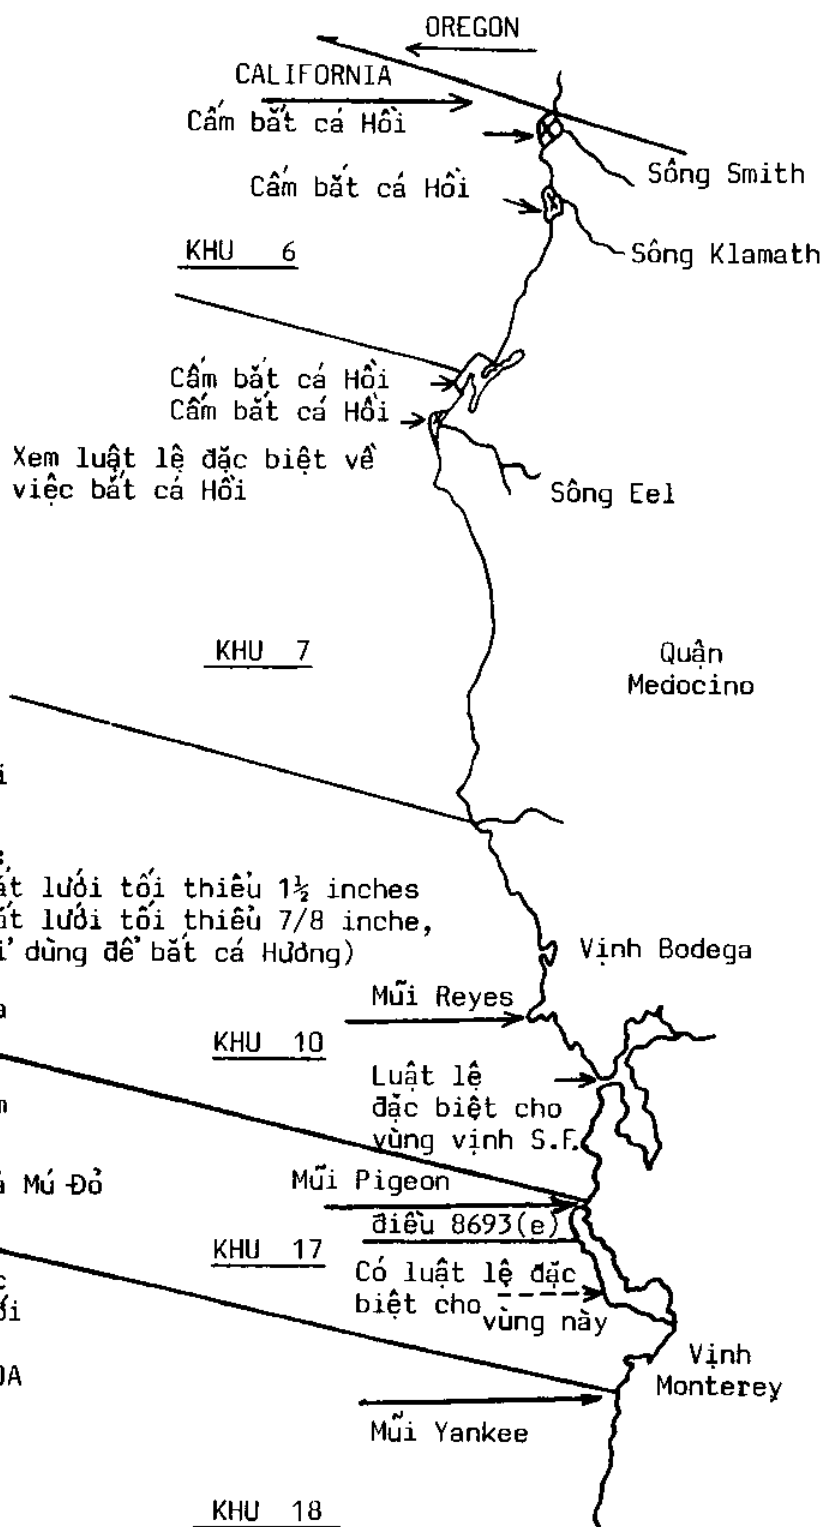 OREGON
CALIFORNIA
Cấm bắt cá Hồi
Sông Smith
Cấm bắt cá Hồi
Sông Klamath
KHU 6
Cấm bắt cá Hồi
Cấm bắt cá Hồi
Xem luật lệ đặc biệt về
việc bắt cá Hồi
Sông Eel
KHU 7
Quận
Medocino
lưới tối thiểu 1½ inches
lưới tối thiểu 7/8 inche,
dùng để bắt cá Hường)
Vịnh Bodega
Mũi Reyes
KHU 10
Luật lệ
đặc biệt cho
vùng vịnh S.F.
Mú Đỏ
Mũi Pigeon
điều 8693(e)
KHU 17
Có luật lệ đặc
biệt cho
vùng này
Vịnh
Monterey
Mũi Yankee
KHU 18